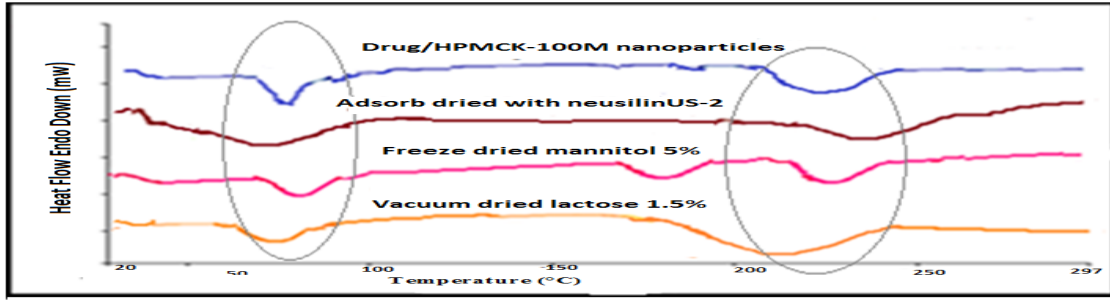 Heat Flow Endo Down (mw)
Drug/HPMCK-100M nanoparticles
Adsorb dried with neusilinUS-2
Freeze dried mannitol 5%
Vacuum dried lactose 1.5%
20 50 100 -150 200 250 297
Temperature (°C)